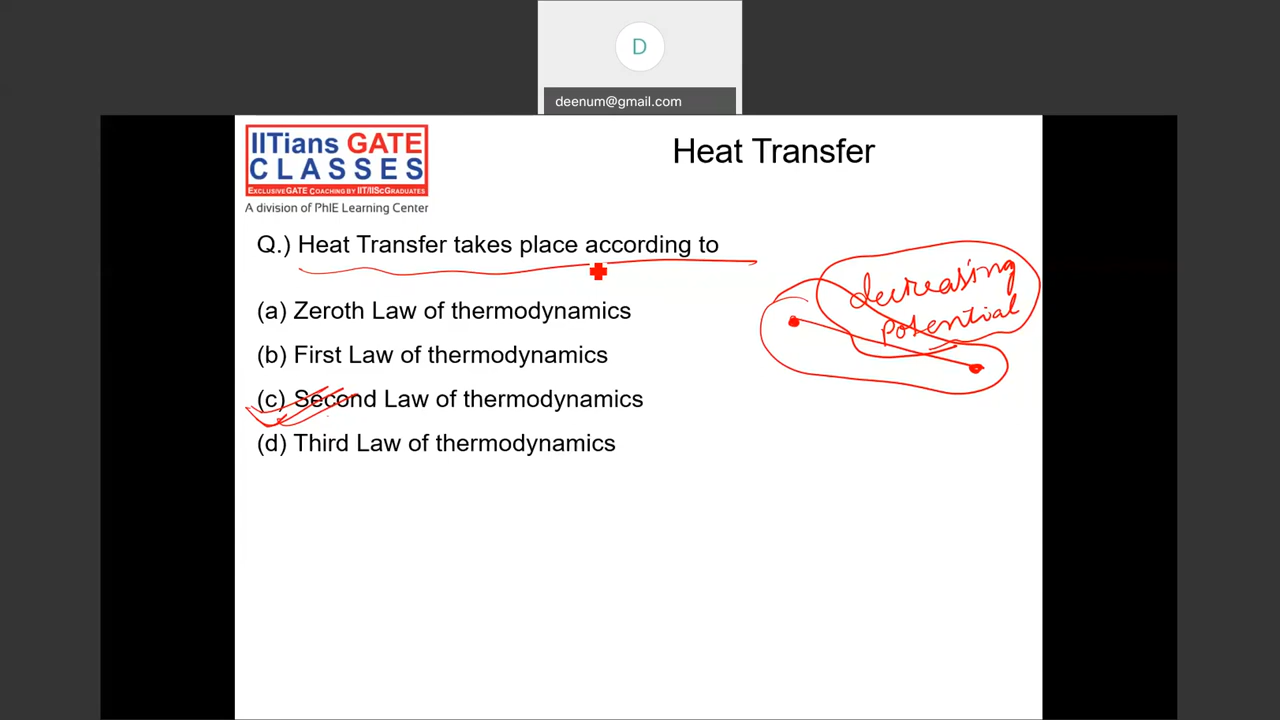 D
deenum@gmail.com
IITians GATE
CLASSES
EXCLUSIVE GATE COACHING BY IIT/IISc GRADUATES
A division of PhIE Learning Center
Heat Transfer
Q.) Heat Transfer takes place according to
(a) Zeroth Law of thermodynamics
(b) First Law of thermodynamics
(c) Second Law of thermodynamics
(d) Third Law of thermodynamics
decreasing
potential